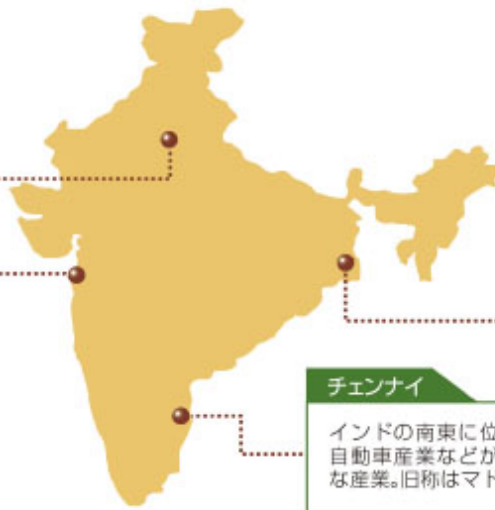 チェンナイ
インドの南東に位
自動車産業などが
な産業。旧称はマド